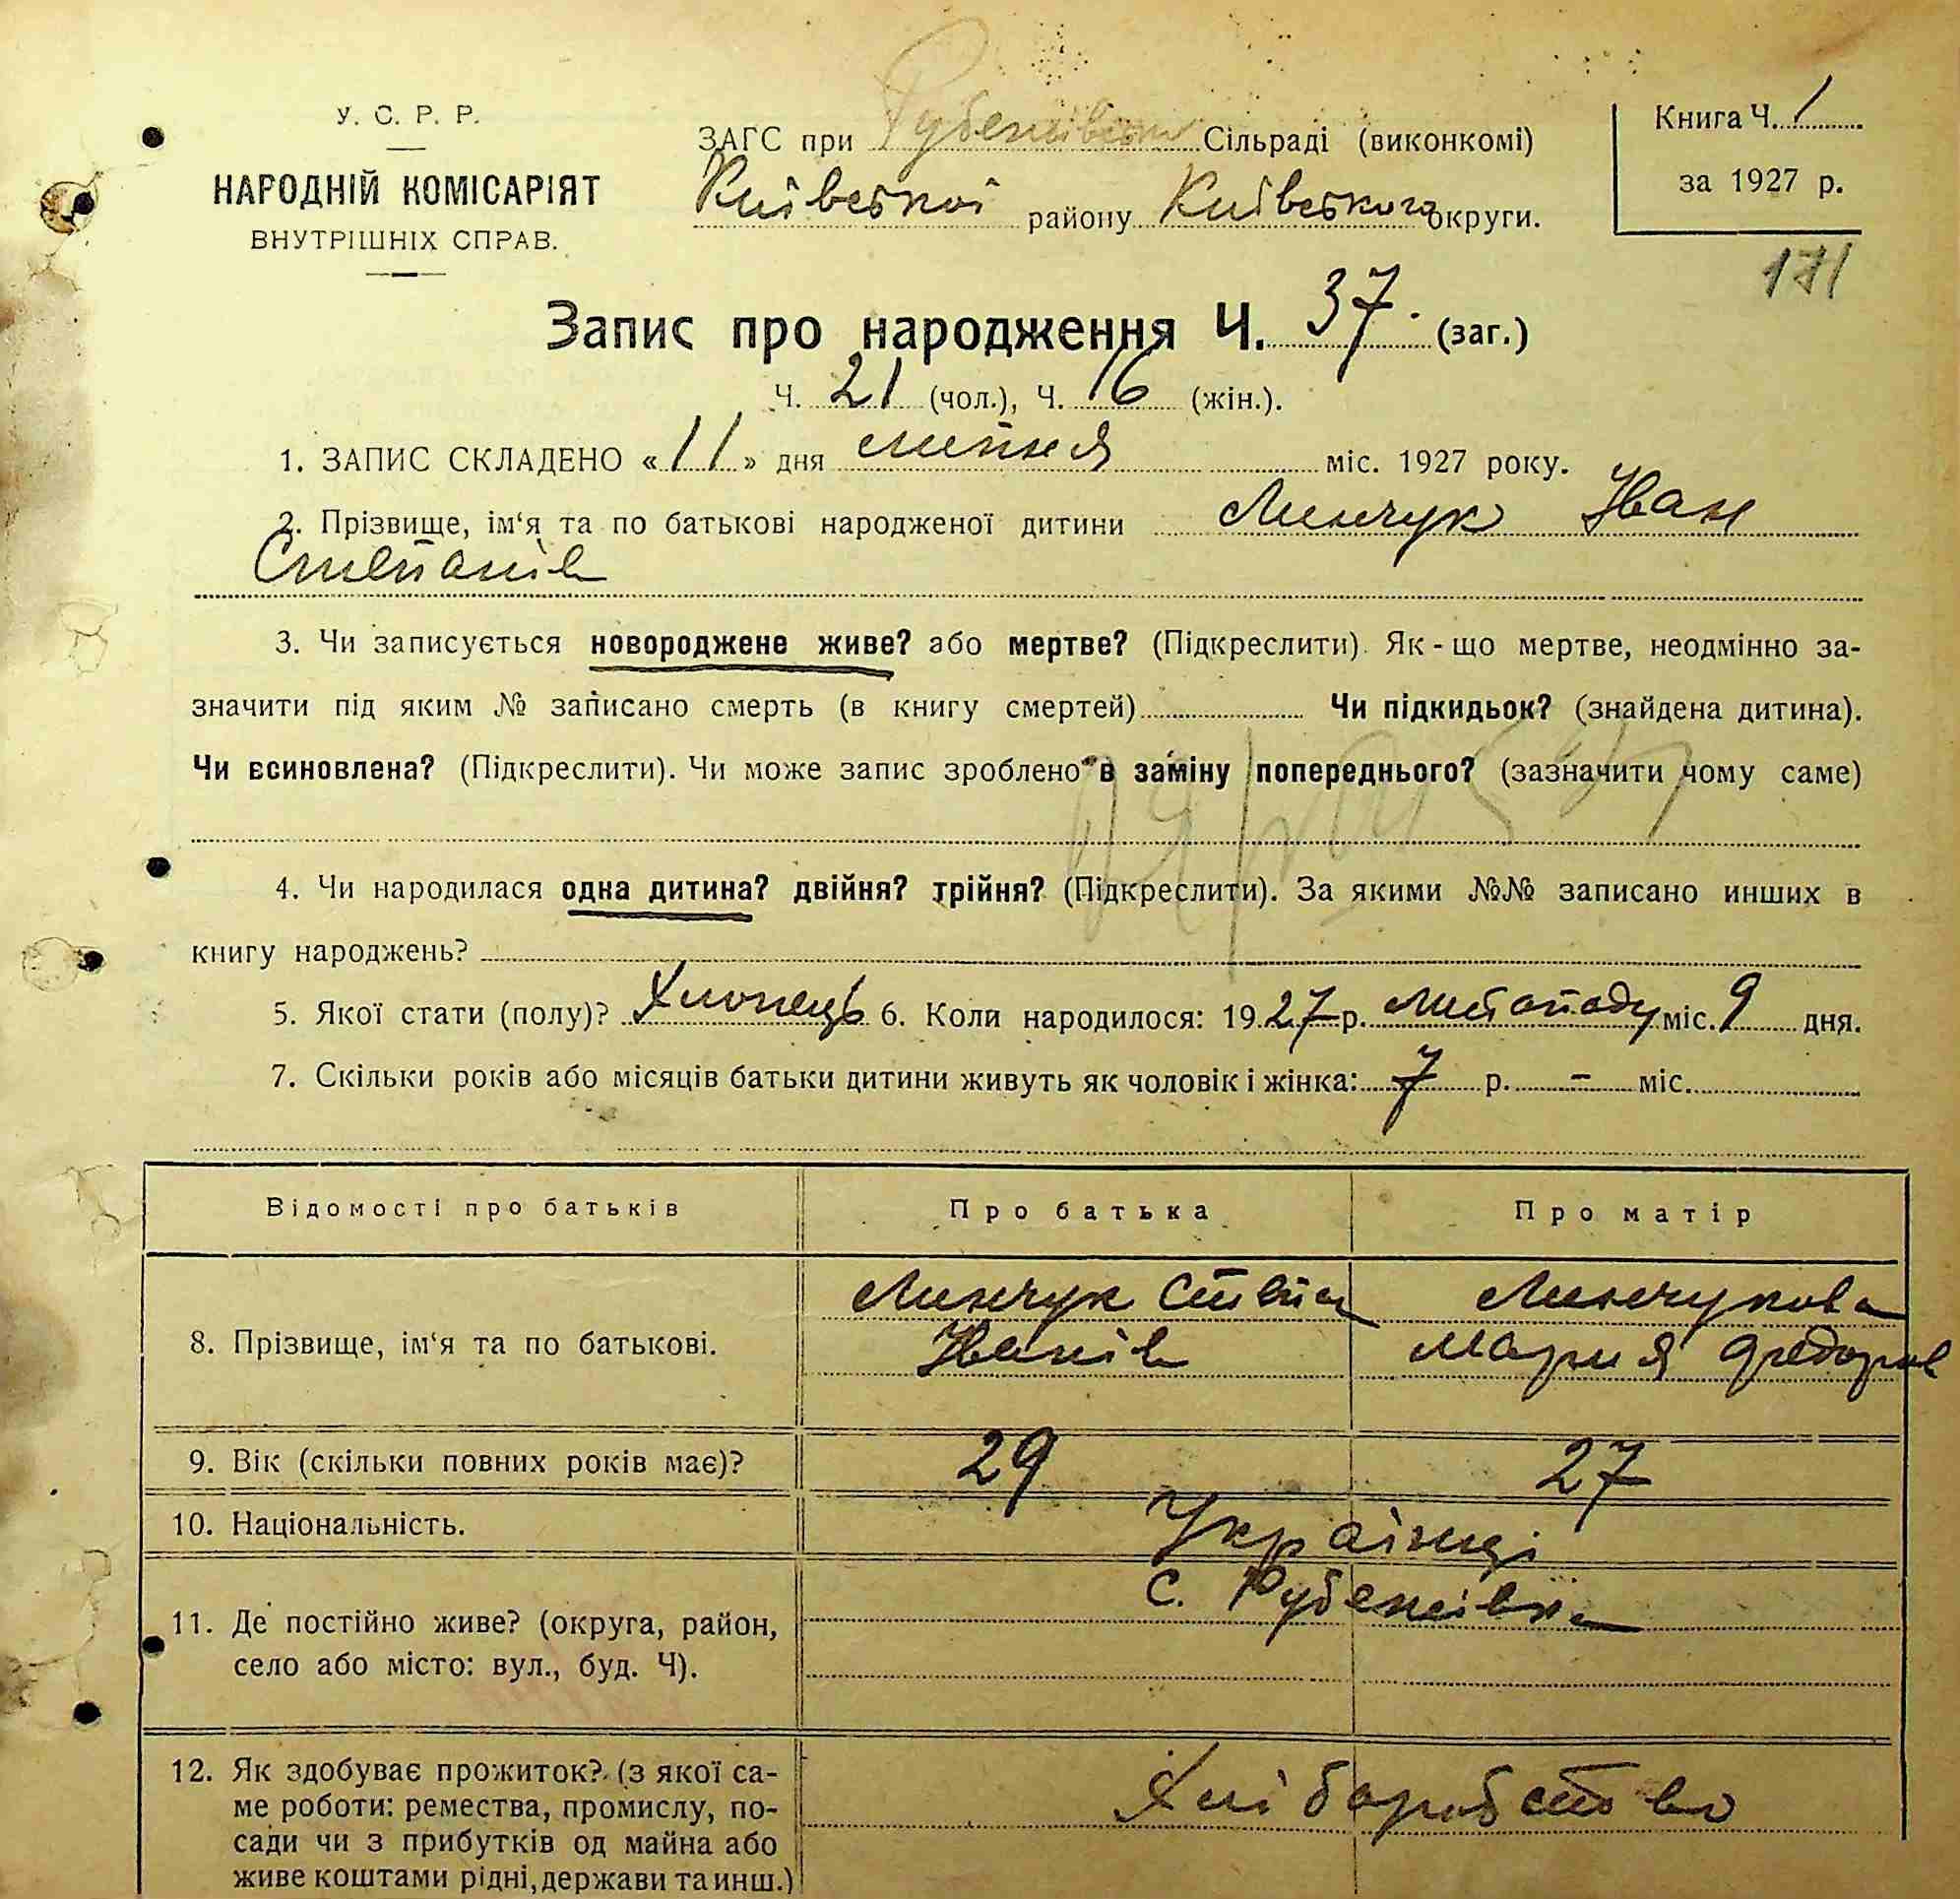 У. С. Р. Р.
НАРОДНІЙ КОМІСАРІЯТ
ВНУТРІШНІХ СПРАВ.
ЗАГС при Рубежівській Сільраді (виконкомі)
Київської району Київського округи.
Книга Ч. 1
за 1927 р.
171
Запис про народження Ч. 37. (заг.)
Ч. 21 (чол.), Ч. 16 (жін.).
1. ЗАПИС СКЛАДЕНО « 11 » дня липня міс. 1927 року.
2. Прізвище, ім‘я та по батькові народженої дитини Линчук Іван
Степанів
3. Чи записується новороджене живе? або мертве? (Підкреслити). Як - що мертве, неодмінно за-
значити під яким № записано смерть (в книгу смертей) Чи підкидьок? (знайдена дитина).
Чи всиновлена? (Підкреслити). Чи може запис зроблено в заміну попереднього? (зазначити чому саме)
4. Чи народилася одна дитина? двійня? трійня? (Підкреслити). За якими №№ записано инших в
книгу народжень?
5. Якої стати (полу)? Хлопець 6. Коли народилося: 1927 р. листопаду міс. 9 дня.
7. Скільки років або місяців батьки дитини живуть як чоловік і жінка: 7 р. - міс.
Відомості про батьків Про батька Про матір
8. Прізвище, ім‘я та по батькові.
Линчук Степан
Іванів
Линчукова
Мария Федорів
9. Вік (скільки повних років має)? 29 27
10. Національність. Українці
11. Де постійно живе? (округа, район,
село або місто: вул., буд. Ч).
с. Рубежівка
12. Як здобуває прожиток? (з якої са-
ме роботи: ремества, промислу, по-
сади чи з прибутків од майна або
живе коштами рідні, держави та инш.)
Хліборобство